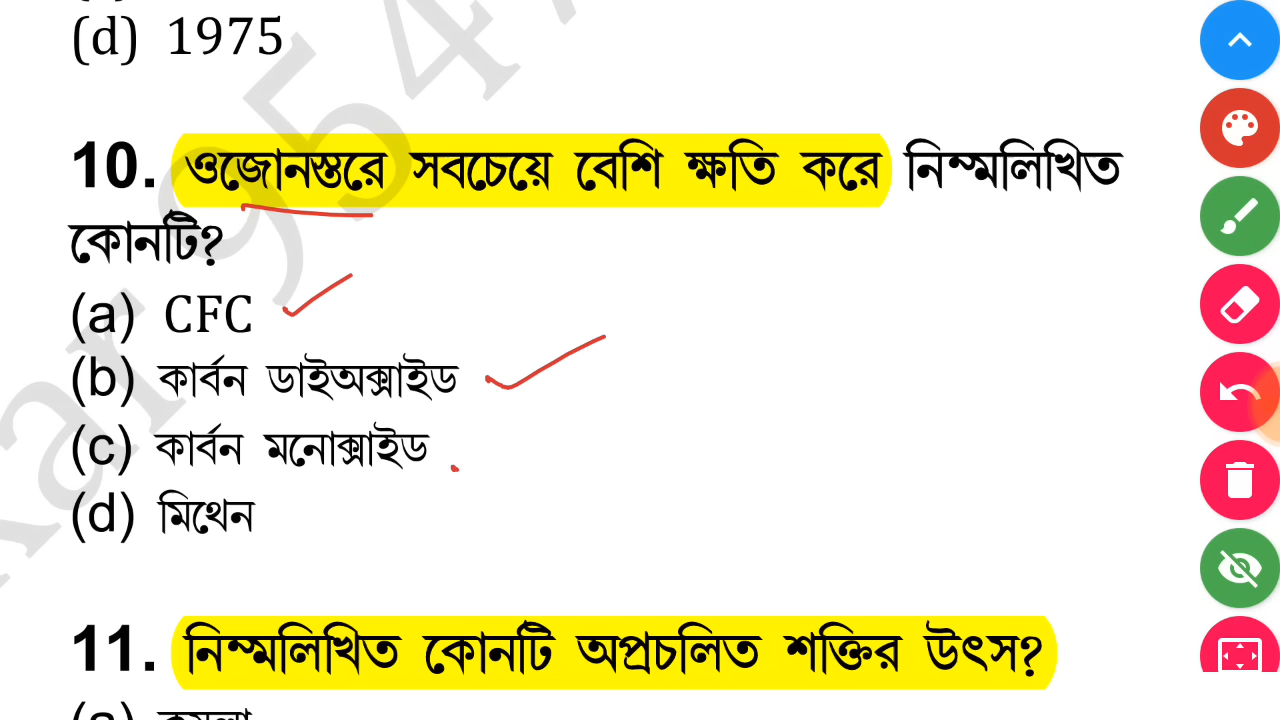 (d) 1975
10. ওজোনস্তরে সবচেয়ে বেশি ক্ষতি করে নিম্মলিখিত
কোনটি?
(a) CFC
(b) কার্বন ডাইঅক্সাইড
(c) কার্বন মনোক্সাইড
(d) মিথেন
11. নিম্মলিখিত কোনটি অপ্রচলিত শক্তির উৎস?